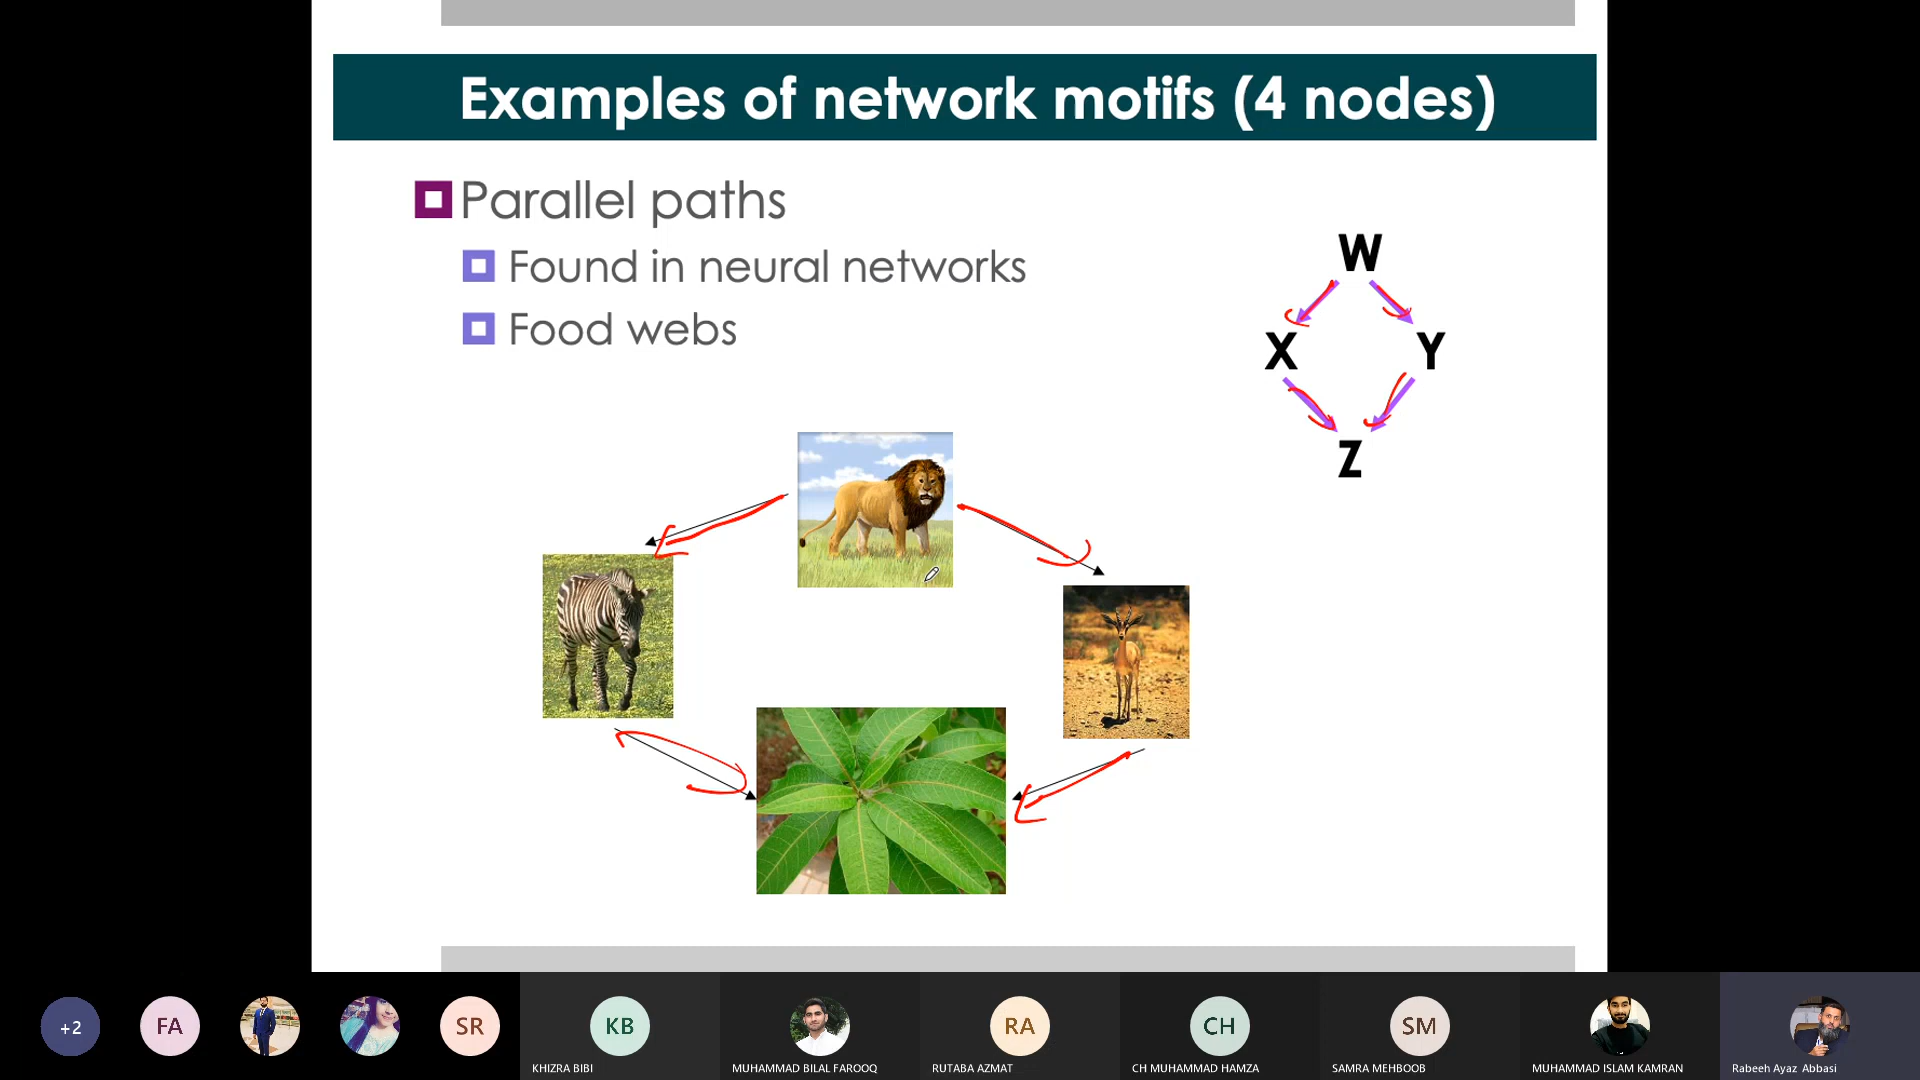 Examples of network motifs (4 nodes)
Parallel paths
Found in neural networks
Food webs
W
X Y
Z
+2
FA
SR
KB
RA
CH
SM
KHIZRA BIBI
MUHAMMAD BILAL FAROOQ
RUTABA AZMAT
CH MUHAMMAD HAMZA
SAMRA MEHBOOB
MUHAMMAD ISLAM KAMRAN
Rabeeh Ayaz Abbasi